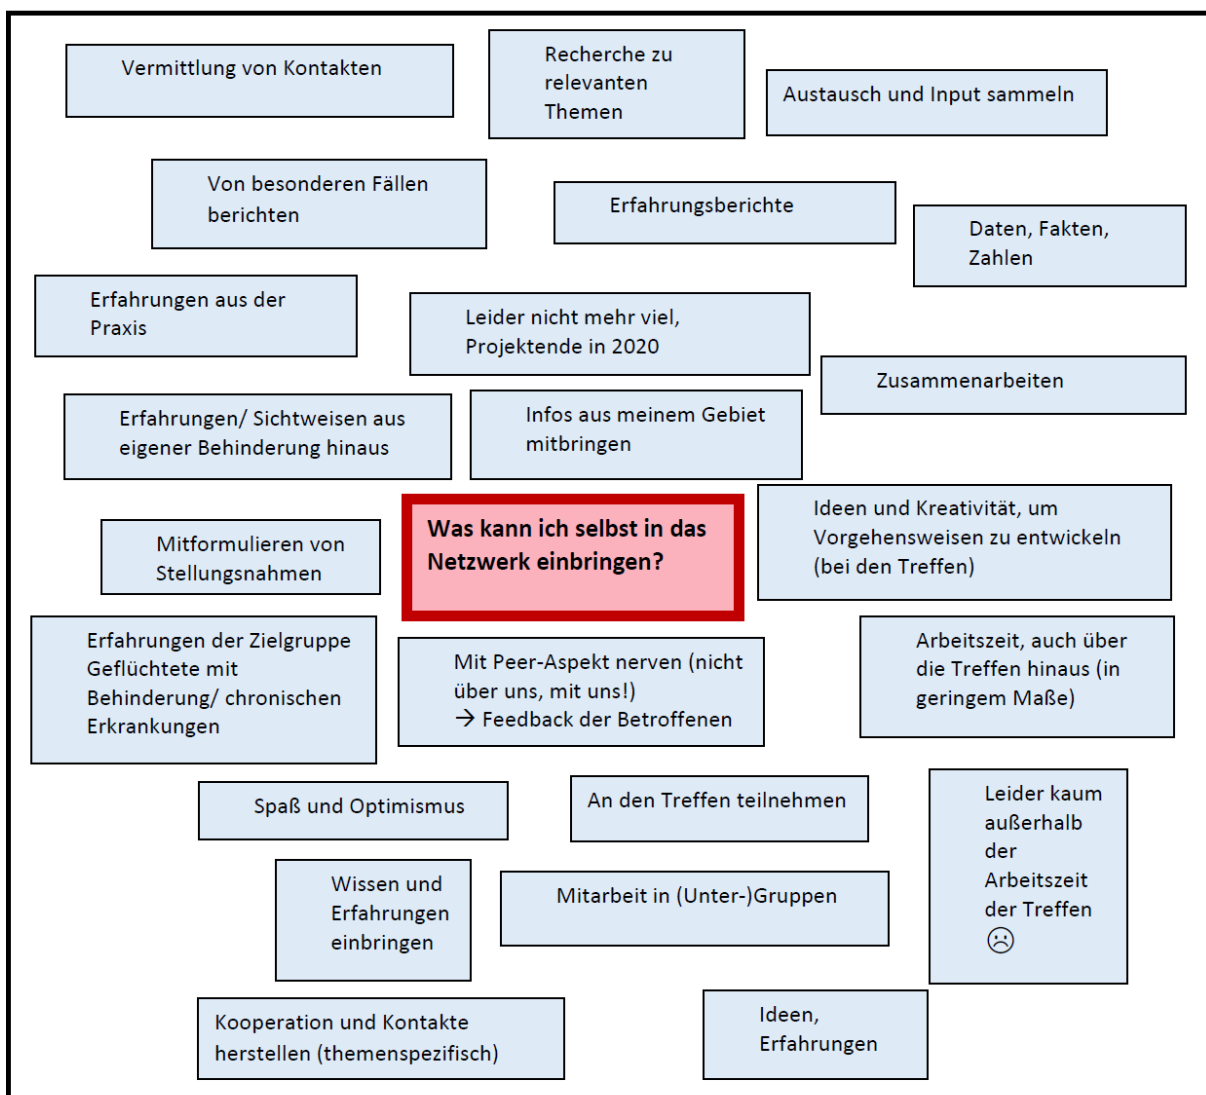 Vermittlung von Kontakten
Recherche zu
relevanten
Themen
Austausch und Input sammeln
Von besonderen Fällen
berichten
Erfahrungsberichte
Daten, Fakten,
Zahlen
Erfahrungen aus der
Praxis
Leider nicht mehr viel,
Projektende in 2020
Zusammenarbeiten
Erfahrungen/ Sichtweisen aus
eigener Behinderung hinaus
Infos aus meinem Gebiet
mitbringen
Was kann ich selbst in das
Netzwerk einbringen?
Ideen und Kreativität, um
Vorgehensweisen zu entwickeln
(bei den Treffen)
Mitformulieren von
Stellungsnahmen
Erfahrungen der Zielgruppe
Geflüchtete mit
Behinderung/ chronischen
Erkrankungen
Mit Peer-Aspekt nerven (nicht
über uns, mit uns!)
→ Feedback der Betroffenen
Arbeitszeit, auch über
die Treffen hinaus (in
geringem Maße)
Spaß und Optimismus
An den Treffen teilnehmen
Leider kaum
außerhalb
der
Arbeitszeit
der Treffen
☹
Wissen und
Erfahrungen
einbringen
Mitarbeit in (Unter-)Gruppen
Kooperation und Kontakte
herstellen (themenspezifisch)
Ideen,
Erfahrungen